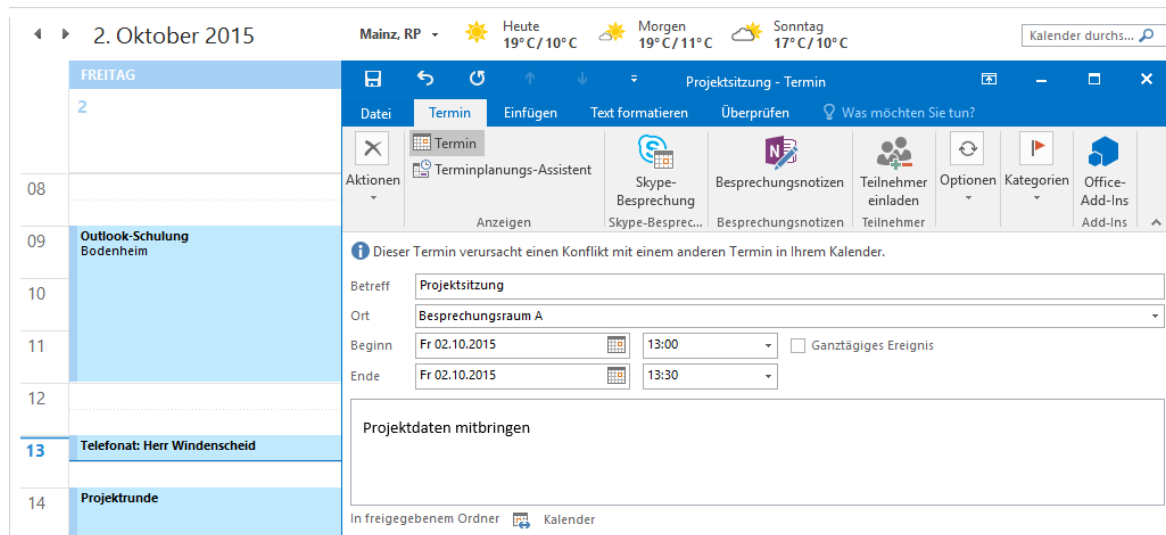 2. Oktober 2015
Mainz, RP
Heute
19°C/10°C
Morgen
19°C/11°C
Sonntag
17°C/10°C
Kalender durchs...
FREITAG
2
08
09
10
11
12
13
14
Outlook-Schulung
Bodenheim
Telefonat: Herr Windenscheid
Projektrunde
Projektsitzung - Termin
Datei Termin Einfügen Text formatieren Überprüfen Was möchten Sie tun?
Aktionen
Termin
Terminplanungs-Assistent
Anzeigen
Skype-
Besprechung
Skype-Besprec...
Besprechungsnotizen
Besprechungsnotizen
Teilnehmer
einladen
Teilnehmer
Optionen
Kategorien
Office-
Add-Ins
Add-Ins
Dieser Termin verursacht einen Konflikt mit einem anderen Termin in Ihrem Kalender.
Betreff Projektsitzung
Ort Besprechungsraum A
Beginn Fr 02.10.2015 13:00 Ganztägiges Ereignis
Ende Fr 02.10.2015 13:30
Projektdaten mitbringen
In freigegebenem Ordner Kalender